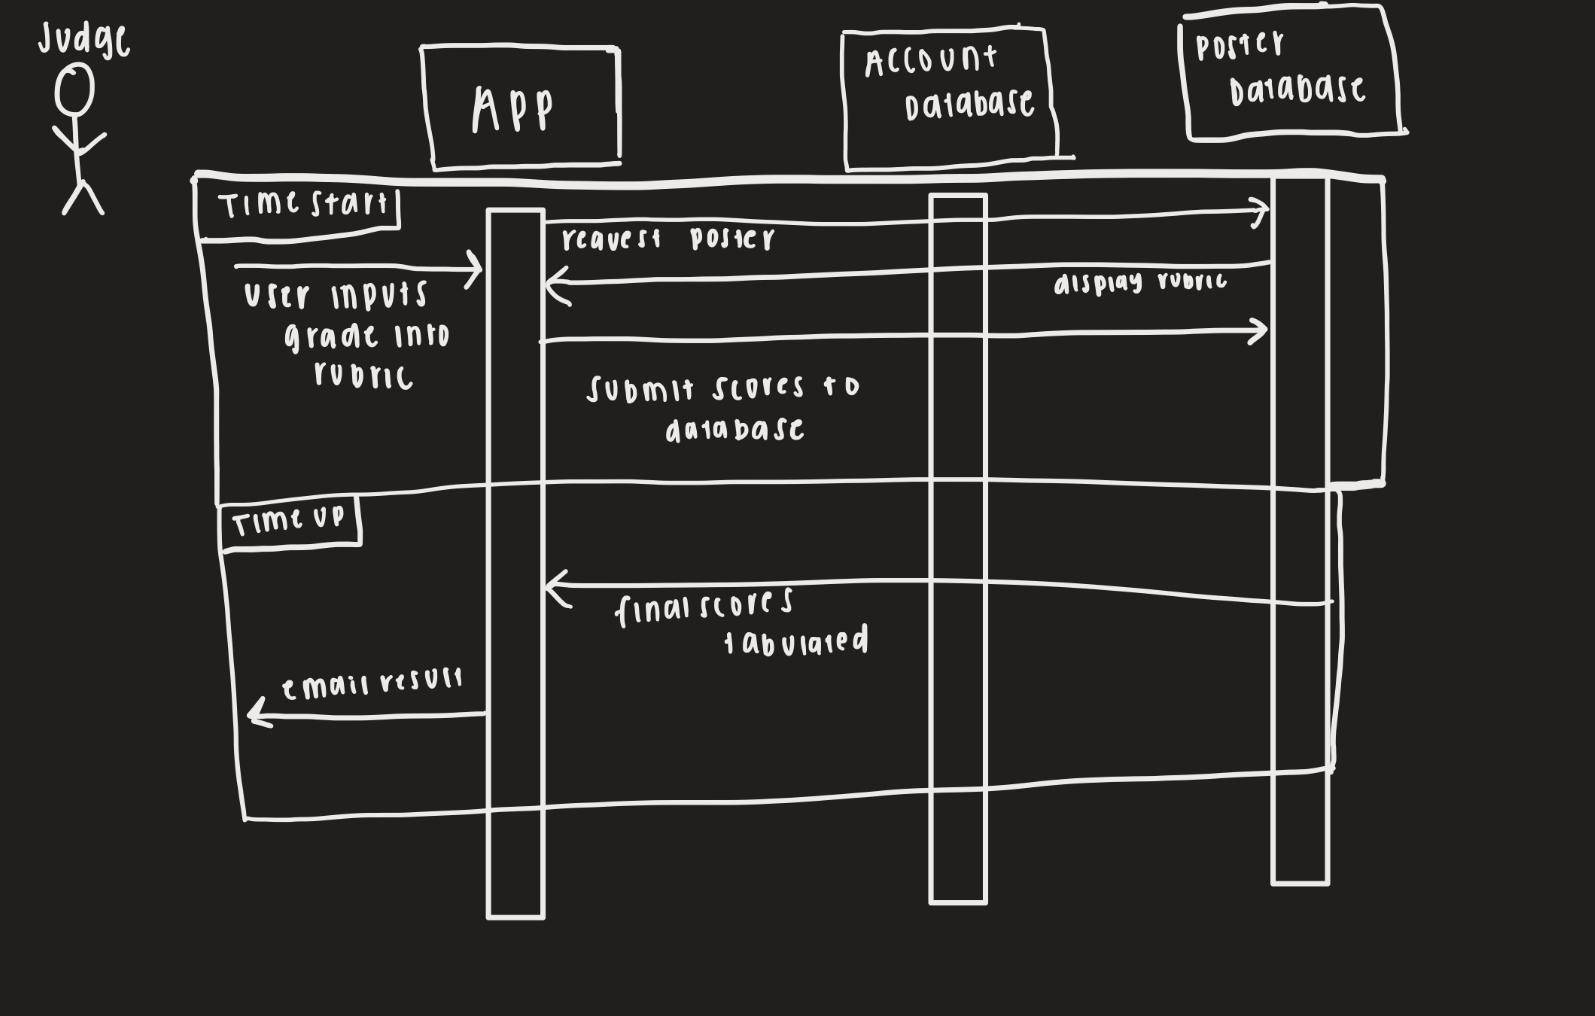 Judge
App
Account
Database
Poster
Database
Time start
request poster
display rubric
user inputs
grade into
rubric
submit scores to
database
Time up
final scores
tabulated
email result